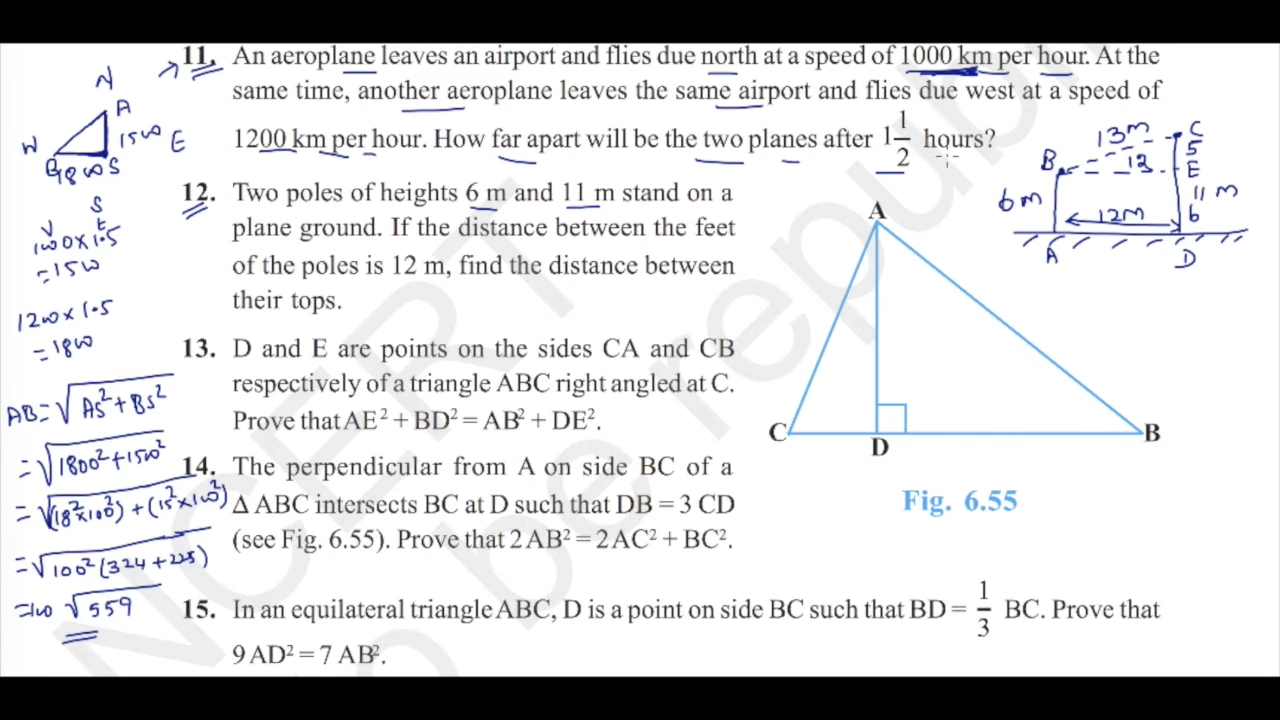 11. An aeroplane leaves an airport and flies due north at a speed of 1000 km per hour. At the
same time, another aeroplane leaves the same airport and flies due west at a speed of
1200 km per hour. How far apart will be the two planes after 1 1/2 hours?
12. Two poles of heights 6 m and 11 m stand on a
plane ground. If the distance between the feet
of the poles is 12 m, find the distance between
their tops.
13. D and E are points on the sides CA and CB
respectively of a triangle ABC right angled at C.
Prove that AE² + BD² = AB² + DE².
14. The perpendicular from A on side BC of a
Δ ABC intersects BC at D such that DB = 3 CD
(see Fig. 6.55). Prove that 2 AB² = 2 AC² + BC².
15. In an equilateral triangle ABC, D is a point on side BC such that BD = 1/3 BC. Prove that
9 AD² = 7 AB².
A
C
D
B
Fig. 6.55
N
A
1500
W
E
B
1800
S
S
v t
1000 x 1.5
= 1500
1200 x 1.5
= 1800
AB = √AS² + BS²
= √1800² + 1500²
= √(18² x 100²) + (15² x 100²)
= √100² (324 + 225)
= 100 √559
13m
C
5
B
12
E
6m
11 m
6
12M
A
D
NCERT
be republ